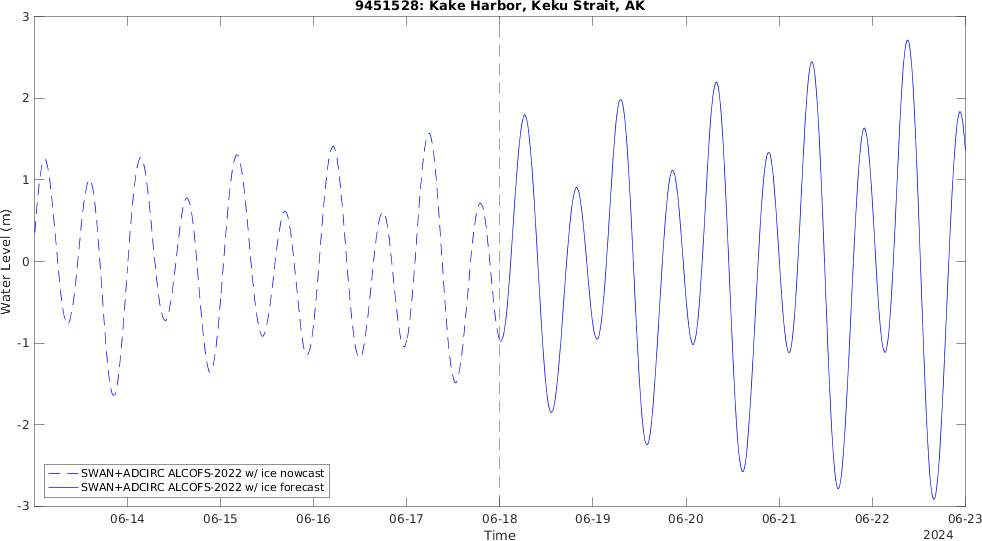 9451528: Kake Harbor, Keku Strait, AK
3
2
1
0
-1
-2
-3
Water Level (m)
SWAN+ADCIRC ALCOFS-2022 w/ ice nowcast
SWAN+ADCIRC ALCOFS-2022 w/ ice forecast
06-14 06-15 06-16 06-17 06-18 06-19 06-20 06-21 06-22 06-23
Time
2024